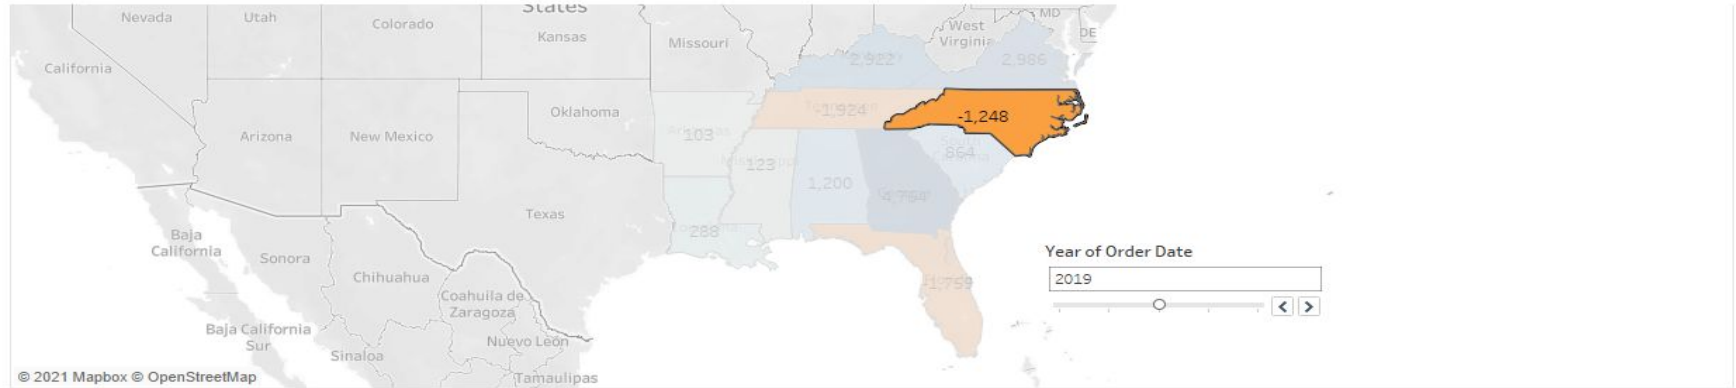 States
Nevada
Utah
Colorado
Kansas
Missouri
West
Virginia
MD
DE
California
2,922
2,986
Oklahoma
-1,924
-1,248
Arizona
New Mexico
103
123
864
1,200
4,754
Texas
288
-1,759
Baja
California
Sonora
Chihuahua
Coahuila de
Zaragoza
Year of Order Date
2019
Baja California
Sur
Sinaloa
Nuevo León
Tamaulipas
© 2021 Mapbox © OpenStreetMap